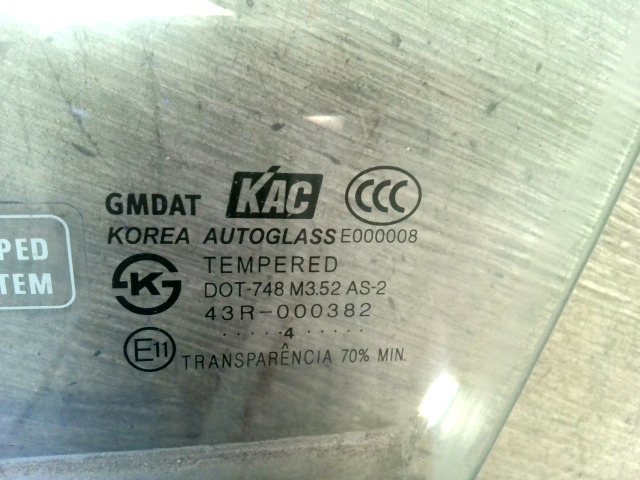 GMDAT KAC CCC
KOREA AUTOGLASS E000008
PED
TEM
K S TEMPERED
DOT-748 M3.52 AS-2
43R-000382
. . . . . 4 . . . . .
E11 TRANSPARÊNCIA 70% MIN.